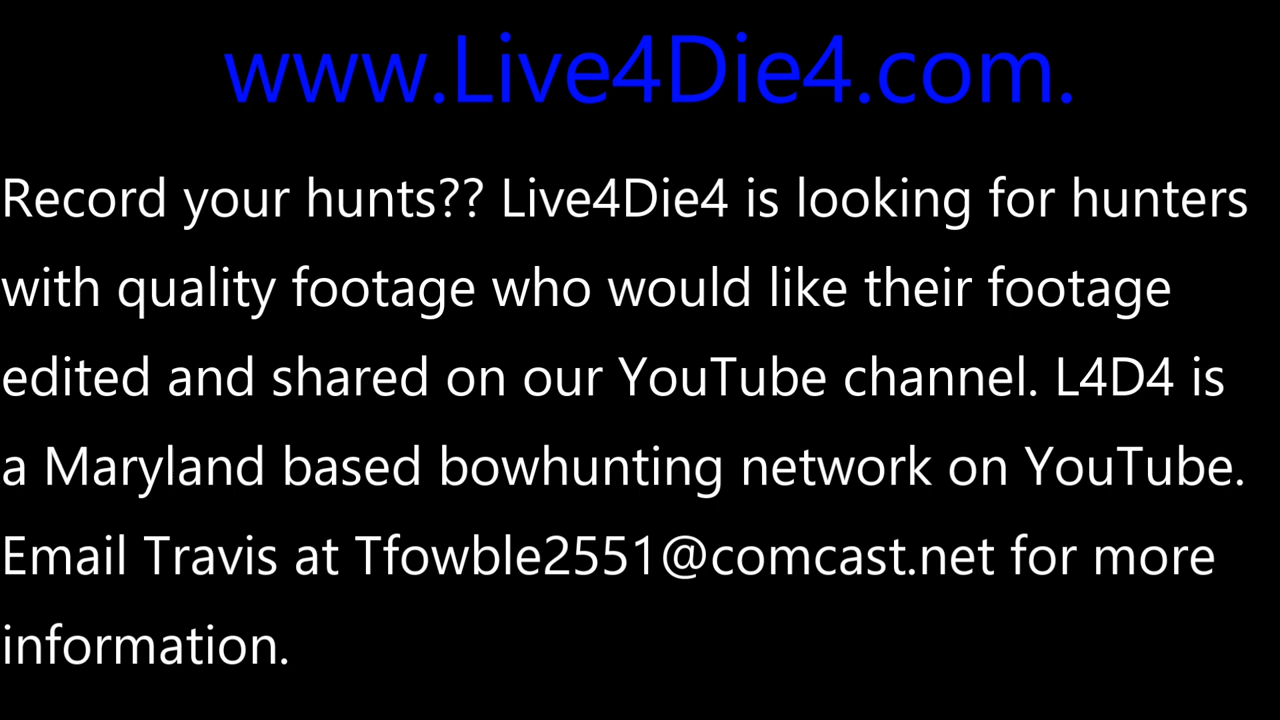 www.Live4Die4.com.
Record your hunts?? Live4Die4 is looking for hunters
with quality footage who would like their footage
edited and shared on our YouTube channel. L4D4 is
a Maryland based bowhunting network on YouTube.
Email Travis at Tfowble2551@comcast.net for more
information.